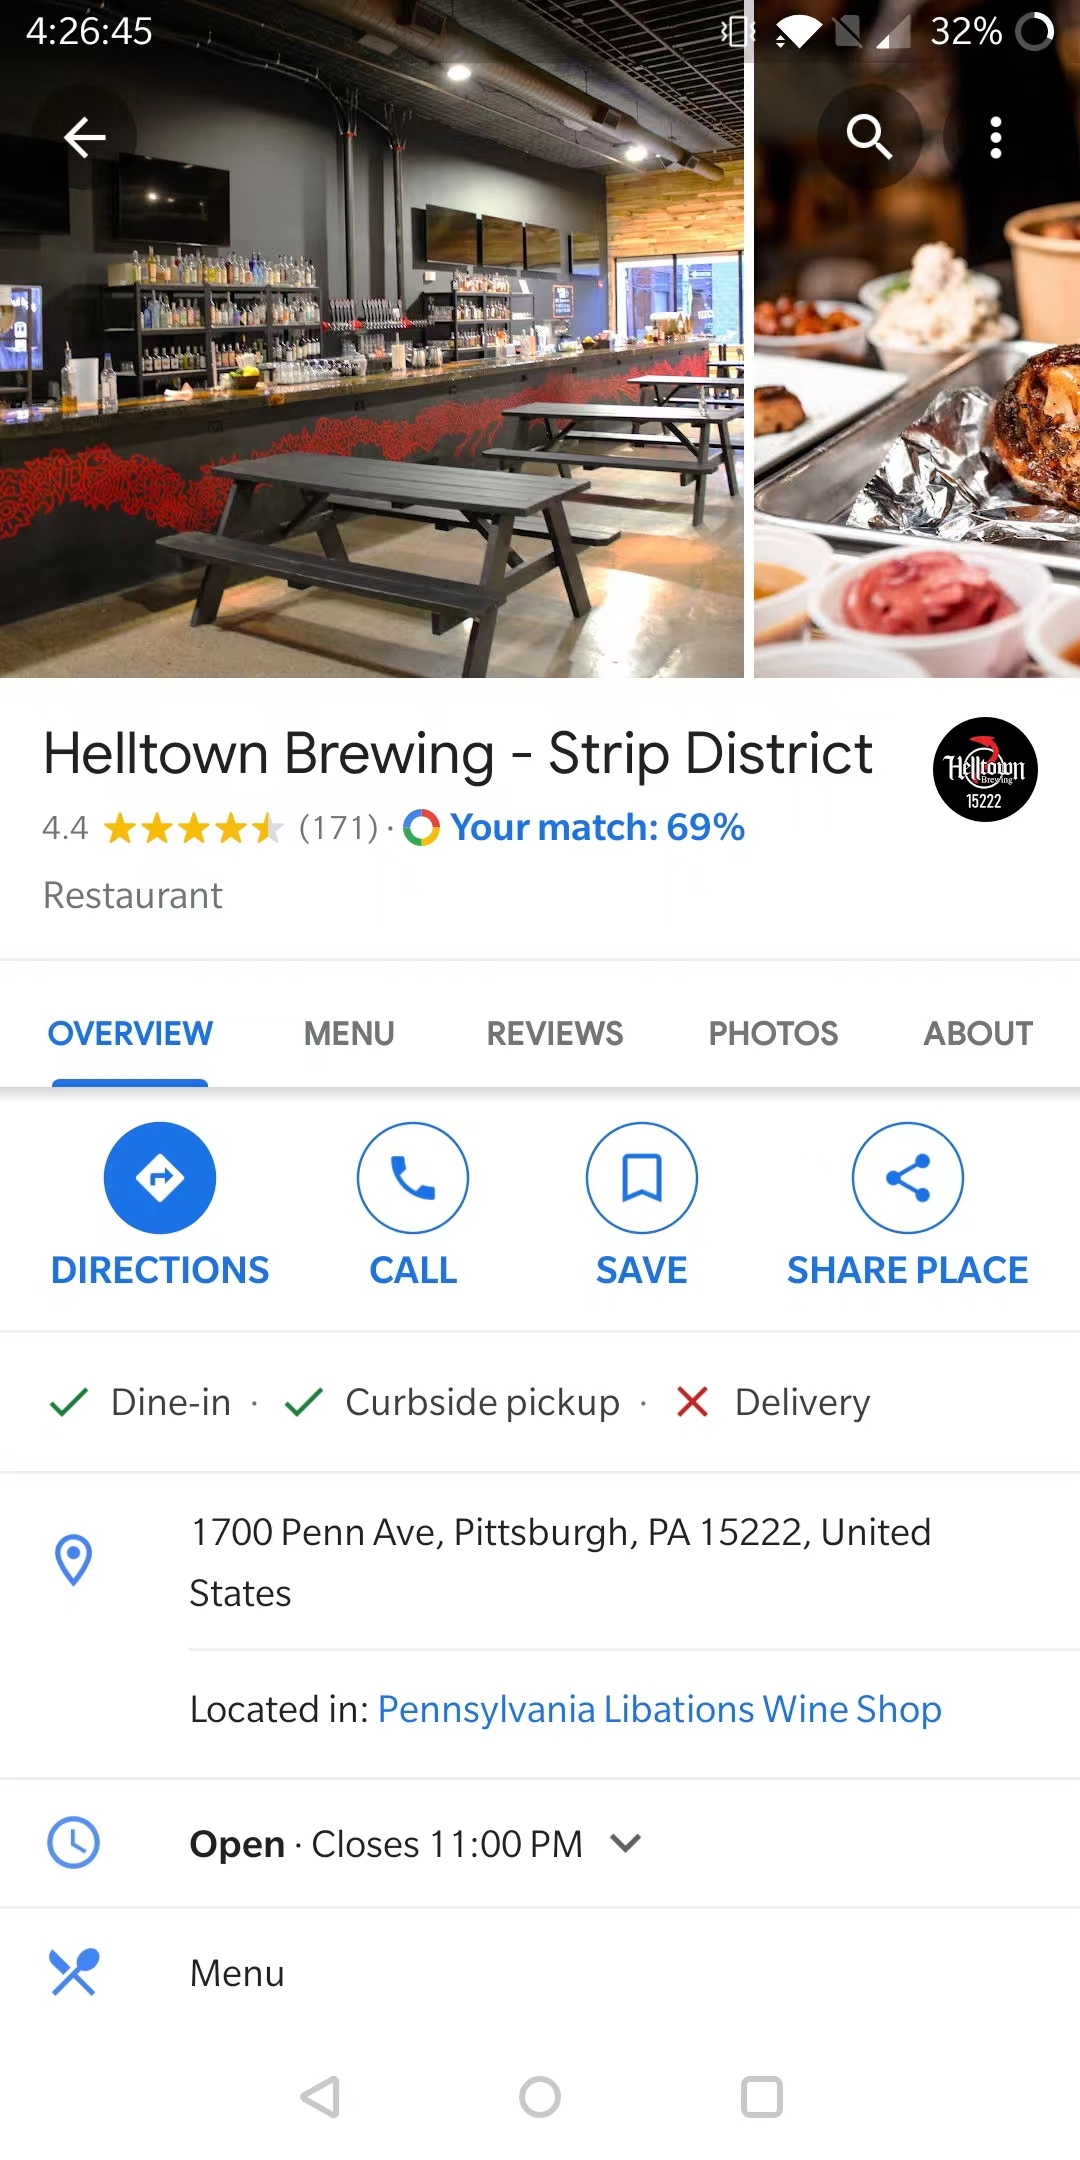 4:26:45
32%
Helltown Brewing - Strip District
Helltown
Brewing
15222
4.4 (171) · Your match: 69%
Restaurant
OVERVIEW MENU REVIEWS PHOTOS ABOUT
DIRECTIONS CALL SAVE SHARE PLACE
Dine-in · Curbside pickup · Delivery
1700 Penn Ave, Pittsburgh, PA 15222, United
States
Located in: Pennsylvania Libations Wine Shop
Open · Closes 11:00 PM
Menu